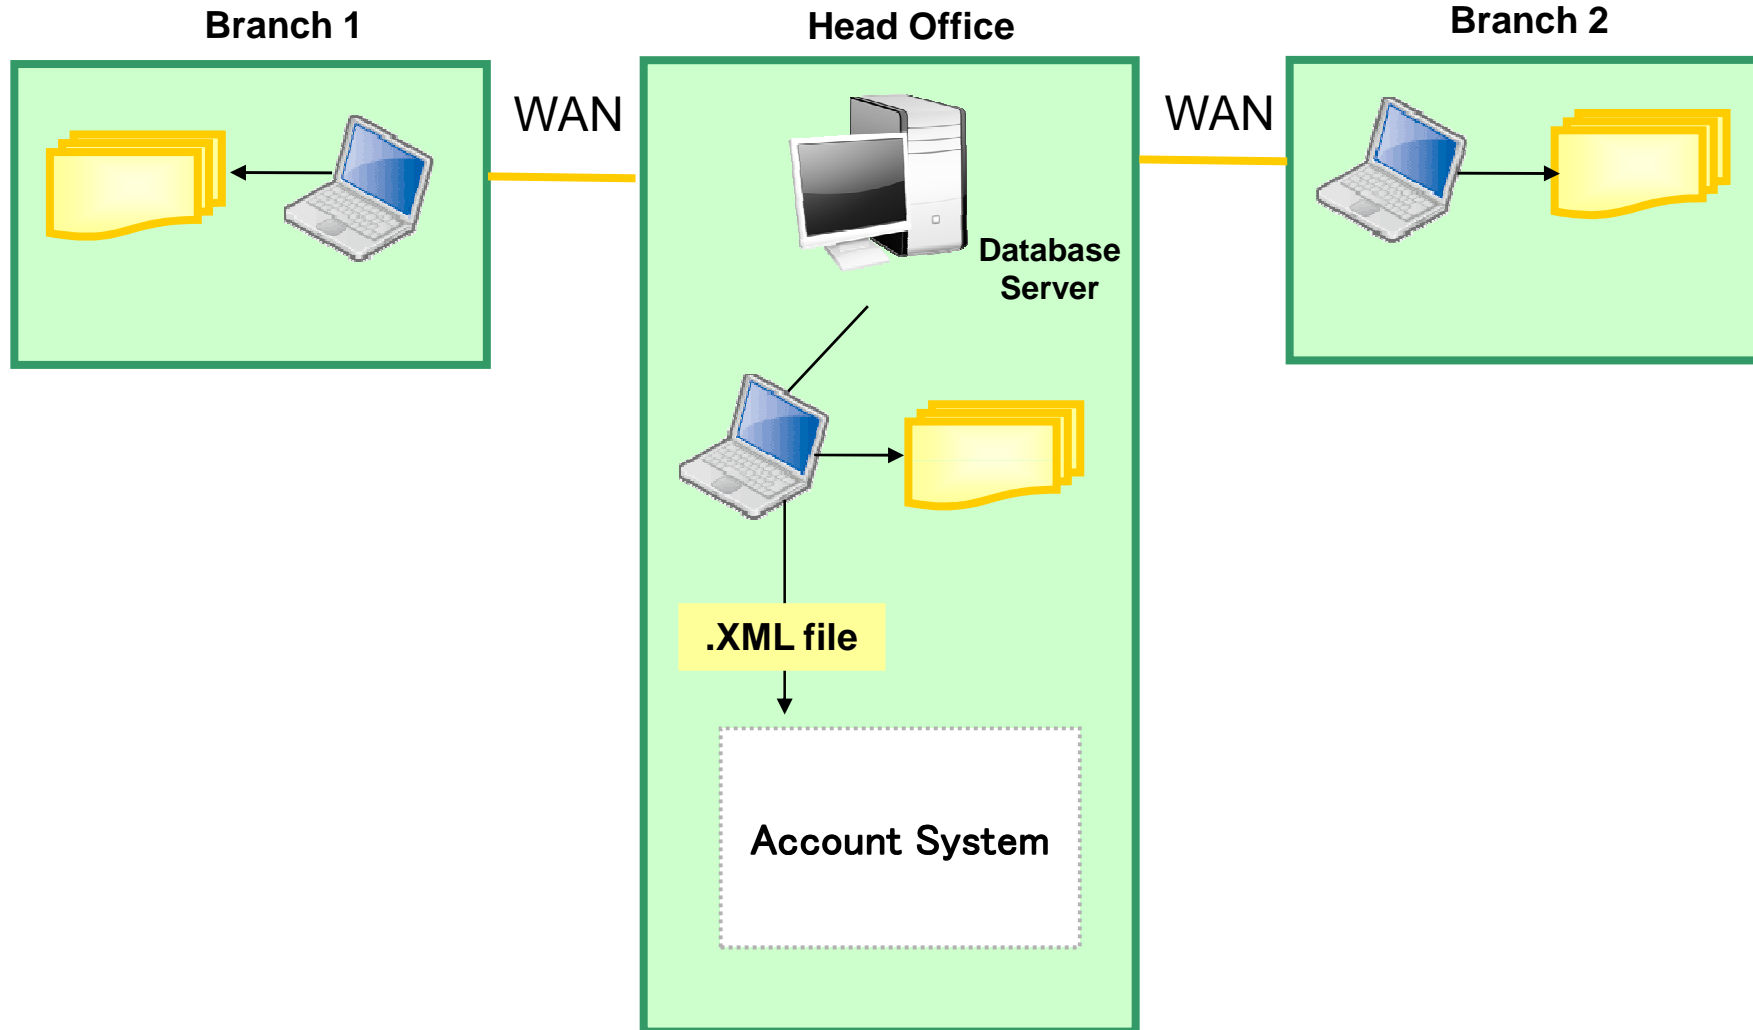 Branch 1
Head Office
Branch 2
WAN
WAN
Database
Server
.XML file
Account System